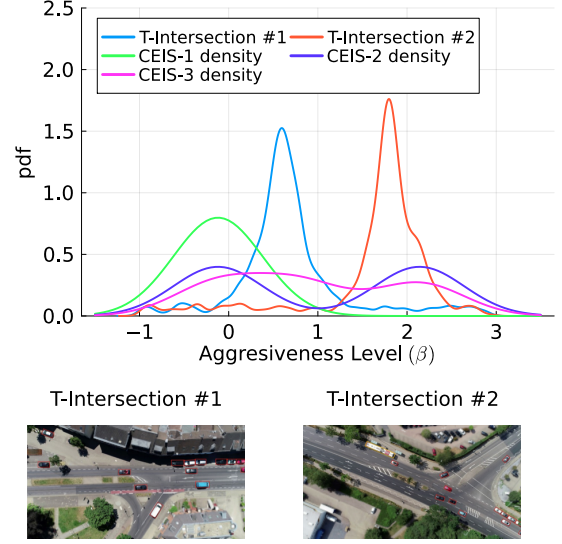 2.5
2.0
1.5
1.0
0.5
0.0
pdf
T-Intersection #1 T-Intersection #2
CEIS-1 density CEIS-2 density
CEIS-3 density
−1 0 1 2 3
Aggresiveness Level (β)
T-Intersection #1 T-Intersection #2